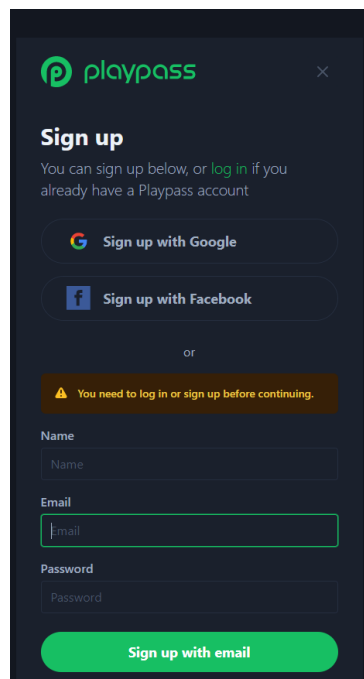 playpass
Sign up
You can sign up below, or log in if you
already have a Playpass account
Sign up with Google
Sign up with Facebook
or
You need to log in or sign up before continuing.
Name
Name
Email
Email
Password
Password
Sign up with email